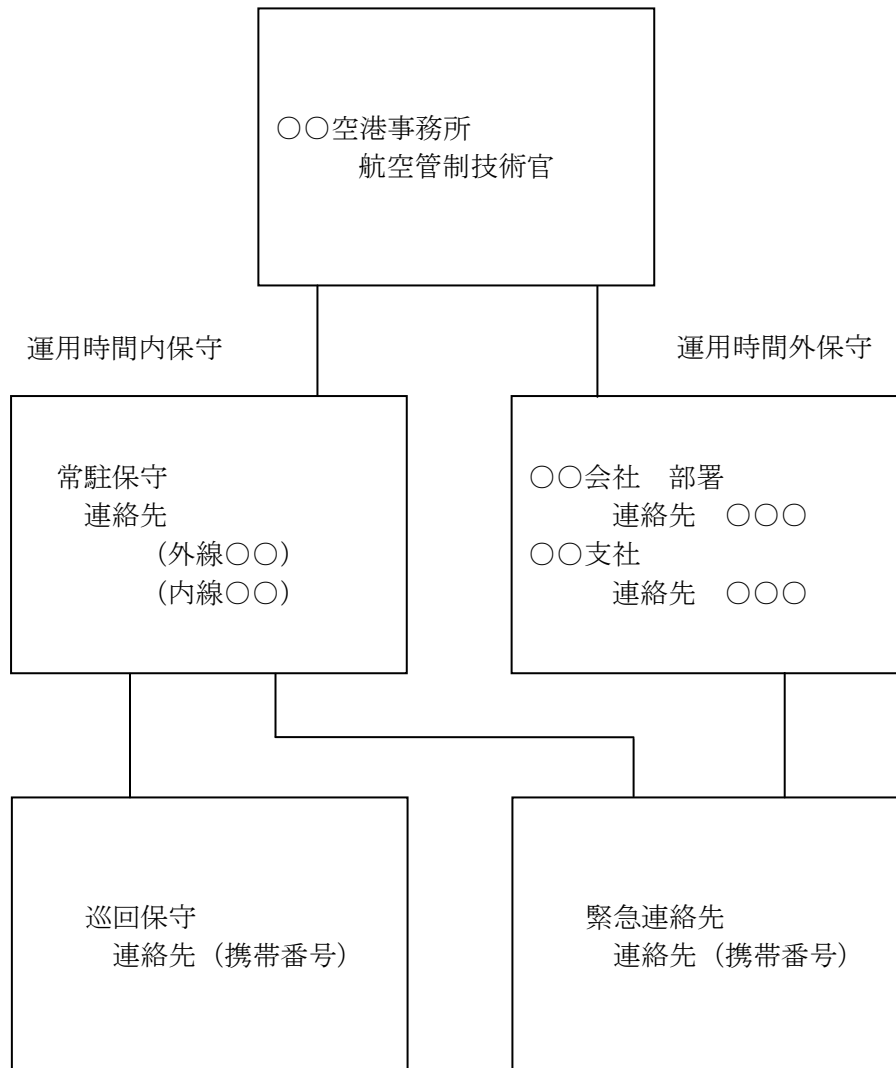 ○○空港事務所
航空管制技術官
運用時間内保守
運用時間外保守
常駐保守
連絡先
（外線○○）
（内線○○）
○○会社　部署
連絡先　○○○
○○支社
連絡先　○○○
巡回保守
連絡先（携帯番号）
緊急連絡先
連絡先（携帯番号）